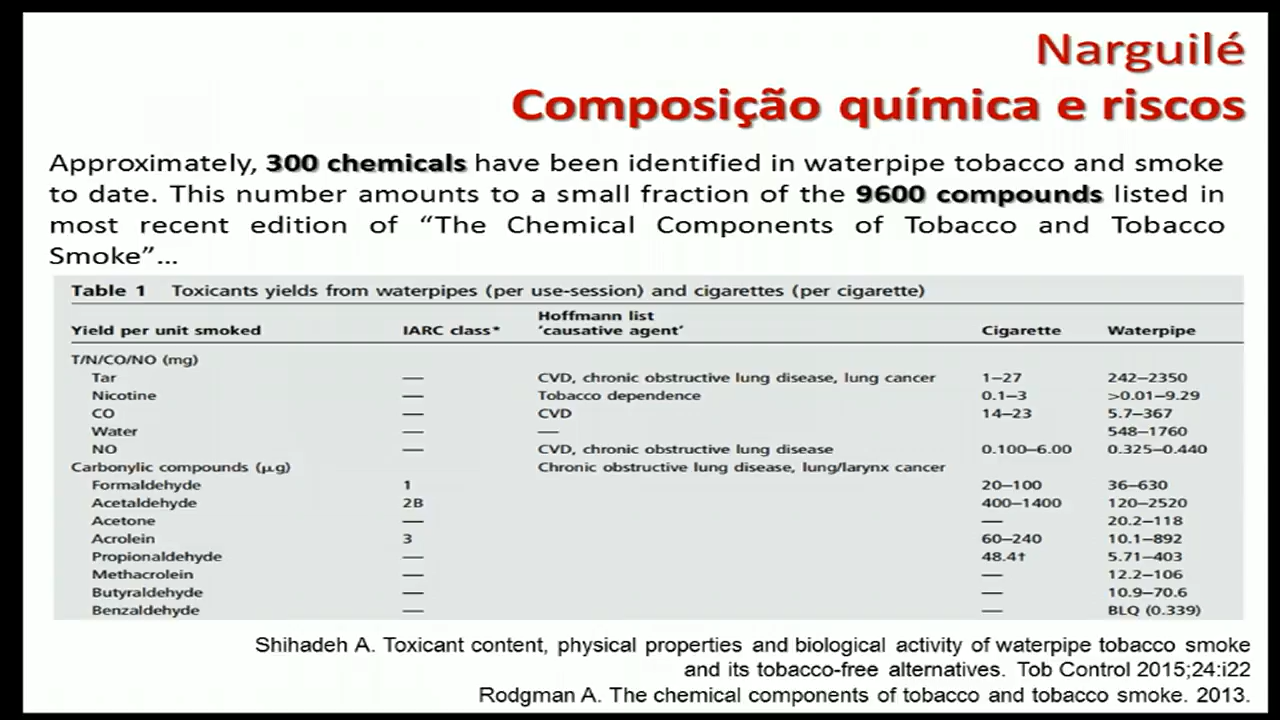 Narguilé
Composição química e riscos
Approximately, 300 chemicals have been identified in waterpipe tobacco and smoke
to date. This number amounts to a small fraction of the 9600 compounds listed in
most recent edition of “The Chemical Components of Tobacco and Tobacco
Smoke”...
Table 1 Toxicants yields from waterpipes (per use-session) and cigarettes (per cigarette)
Yield per unit smoked IARC class* Hoffmann list ‘causative agent’ Cigarette Waterpipe
T/N/CO/NO (mg)
Tar — CVD, chronic obstructive lung disease, lung cancer 1–27 242–2350
Nicotine — Tobacco dependence 0.1–3 >0.01–9.29
CO — CVD 14–23 5.7–367
Water — — 548–1760
NO — CVD, chronic obstructive lung disease 0.100–6.00 0.325–0.440
Carbonylic compounds (µg) Chronic obstructive lung disease, lung/larynx cancer
Formaldehyde 1 20–100 36–630
Acetaldehyde 2B 400–1400 120–2520
Acetone — — 20.2–118
Acrolein 3 60–240 10.1–892
Propionaldehyde — 48.4† 5.71–403
Methacrolein — — 12.2–106
Butyraldehyde — — 10.9–70.6
Benzaldehyde — — BLQ (0.339)
Shihadeh A. Toxicant content, physical properties and biological activity of waterpipe tobacco smoke
and its tobacco-free alternatives. Tob Control 2015;24:i22
Rodgman A. The chemical components of tobacco and tobacco smoke. 2013.